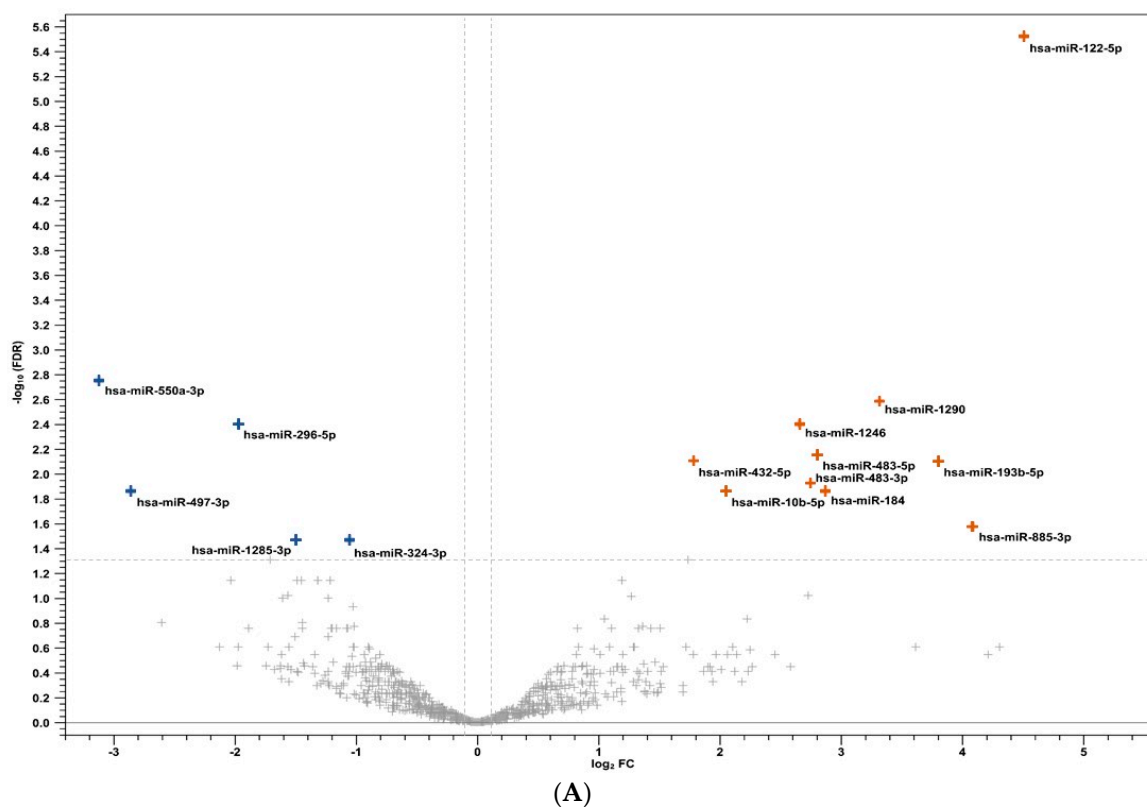 5.6
5.4
5.2
5.0
4.8
4.6
4.4
4.2
4.0
3.8
3.6
3.4
3.2
3.0
2.8
2.6
2.4
2.2
2.0
1.8
1.6
1.4
1.2
1.0
0.8
0.6
0.4
0.2
0.0
-log₁₀ (FDR)
hsa-miR-122-5p
hsa-miR-550a-3p
hsa-miR-1290
hsa-miR-296-5p
hsa-miR-1246
hsa-miR-432-5p
hsa-miR-483-5p
hsa-miR-193b-5p
hsa-miR-483-3p
hsa-miR-497-3p
hsa-miR-10b-5p
hsa-miR-184
hsa-miR-885-3p
hsa-miR-1285-3p
hsa-miR-324-3p
-3 -2 -1 0 1 2 3 4 5
log₂ FC
(A)